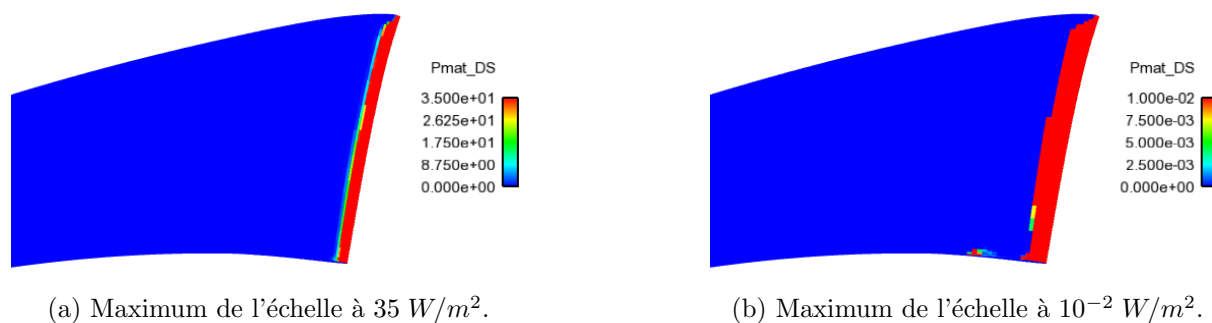 Pmat_DS
3.500e+01
2.625e+01
1.750e+01
8.750e+00
0.000e+00
Pmat_DS
1.000e-02
7.500e-03
5.000e-03
2.500e-03
0.000e+00
(a) Maximum de l'échelle à 35 W/m².
(b) Maximum de l'échelle à 10⁻² W/m².